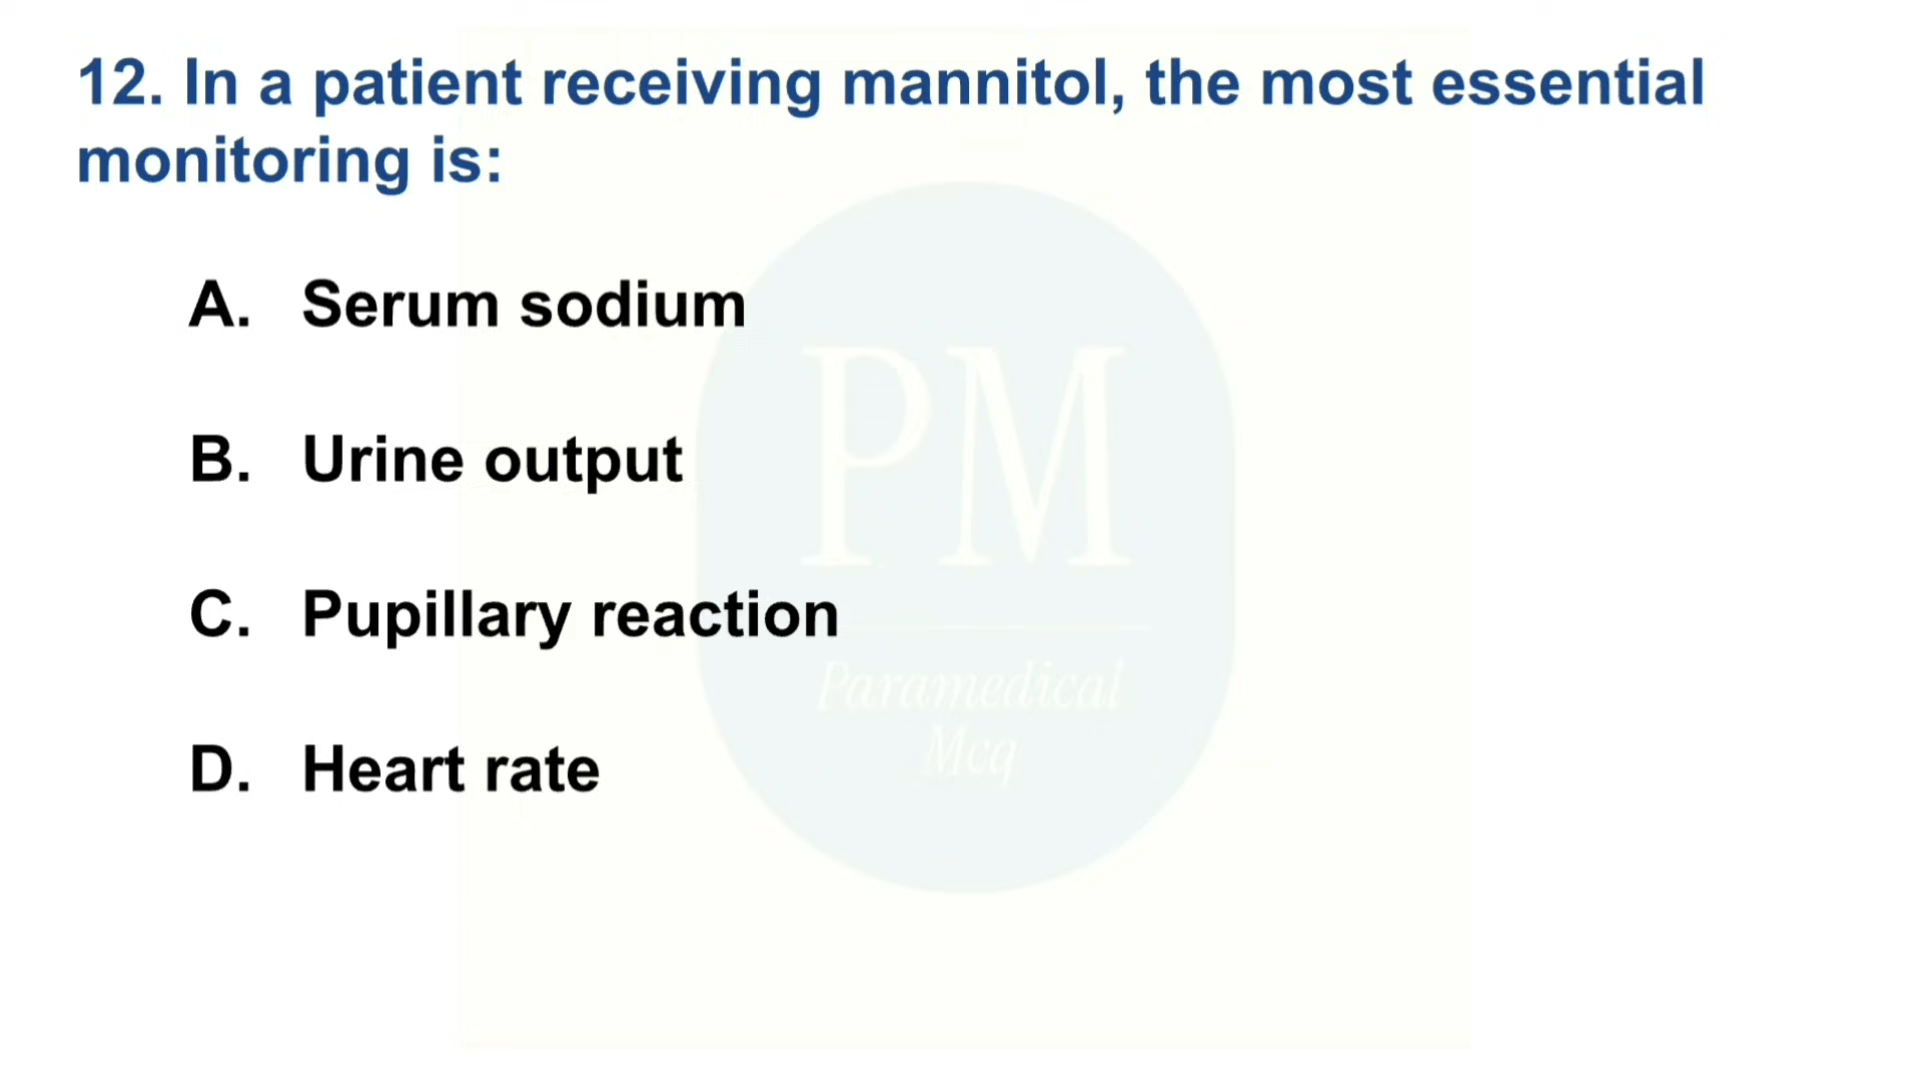 12. In a patient receiving mannitol, the most essential
monitoring is:
A. Serum sodium
B. Urine output
C. Pupillary reaction
D. Heart rate
PM
Paramedical
Mcq